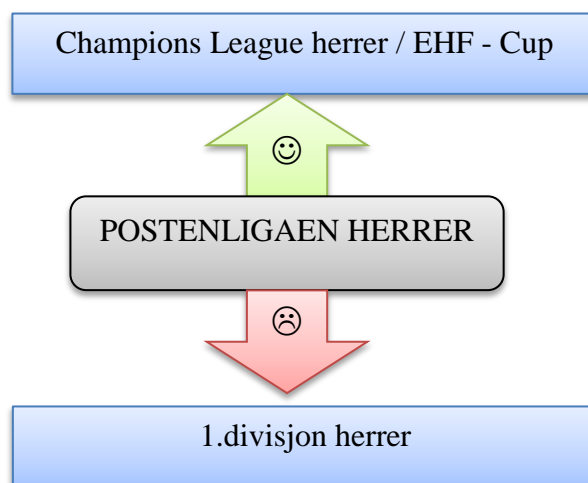 Champions League herrer / EHF - Cup
☺
POSTENLIGAEN HERRER
☹
1.divisjon herrer